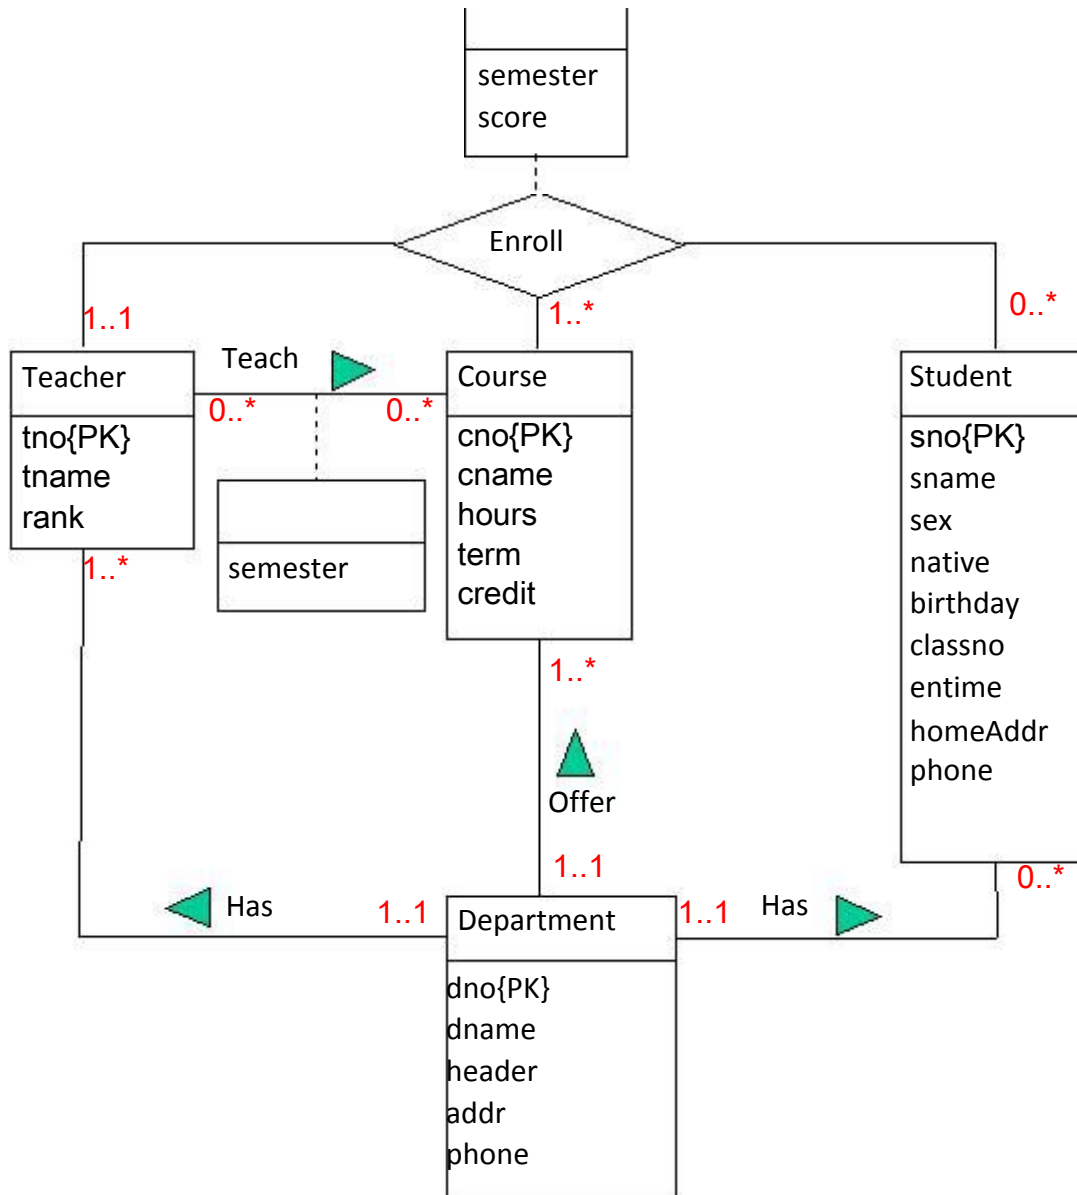 semester
score
Enroll
1..1
1..*
0..*
Teacher
tno{PK}
tname
rank
Teach
0..*
0..*
semester
Course
cno{PK}
cname
hours
term
credit
Student
sno{PK}
sname
sex
native
birthday
classno
entime
homeAddr
phone
1..*
1..*
Offer
1..1
0..*
Has
1..1
1..1
Has
Department
dno{PK}
dname
header
addr
phone